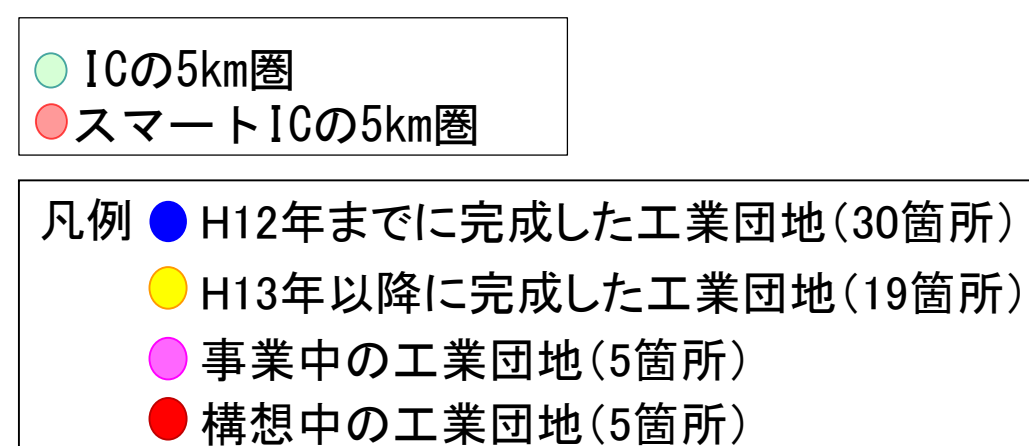 ICの5km圏
スマートICの5km圏
凡例 H12年までに完成した工業団地(30箇所)
H13年以降に完成した工業団地(19箇所)
事業中の工業団地(5箇所)
構想中の工業団地(5箇所)